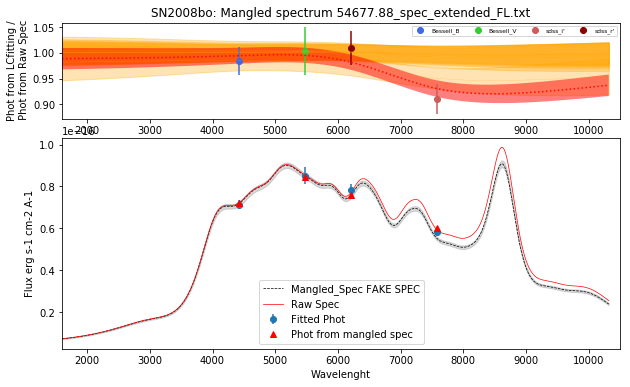 SN2008bo: Mangled spectrum 54677.88_spec_extended_FL.txt
Phot from LCfitting /
Phot from Raw Spec
1.05
1.00
0.95
0.90
Bessell_B
Bessell_V
sdss_i'
sdss_r'
2000 3000 4000 5000 6000 7000 8000 9000 10000
1e−16
Flux erg s-1 cm-2 A-1
1.0
0.8
0.6
0.4
0.2
Mangled_Spec FAKE SPEC
Raw Spec
Fitted Phot
Phot from mangled spec
2000 3000 4000 5000 6000 7000 8000 9000 10000
Wavelenght